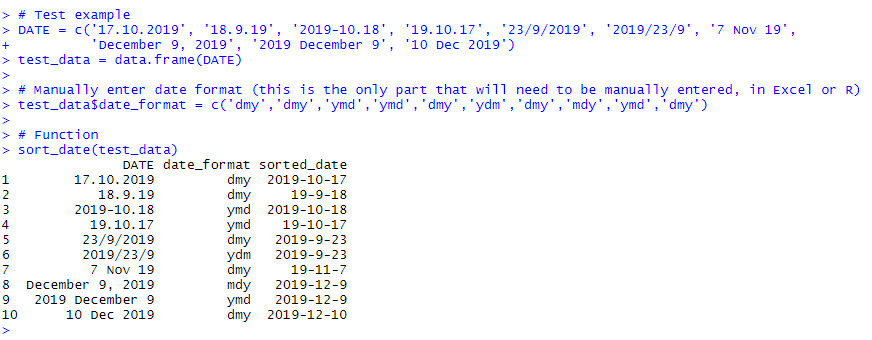 > # Test example
> DATE = c('17.10.2019', '18.9.19', '2019-10.18', '19.10.17', '23/9/2019', '2019/23/9', '7 Nov 19',
+          'December 9, 2019', '2019 December 9', '10 Dec 2019')
> test_data = data.frame(DATE)
>
> # Manually enter date format (this is the only part that will need to be manually entered, in Excel or R)
> test_data$date_format = c('dmy','dmy','ymd','ymd','dmy','ydm','dmy','mdy','ymd','dmy')
>
> # Function
> sort_date(test_data)
               DATE date_format sorted_date
1        17.10.2019         dmy  2019-10-17
2           18.9.19         dmy     19-9-18
3        2019-10.18         ymd  2019-10-18
4          19.10.17         ymd    19-10-17
5         23/9/2019         dmy   2019-9-23
6         2019/23/9         ydm   2019-9-23
7          7 Nov 19         dmy     19-11-7
8  December 9, 2019         mdy   2019-12-9
9   2019 December 9         ymd   2019-12-9
10      10 Dec 2019         dmy  2019-12-10
>